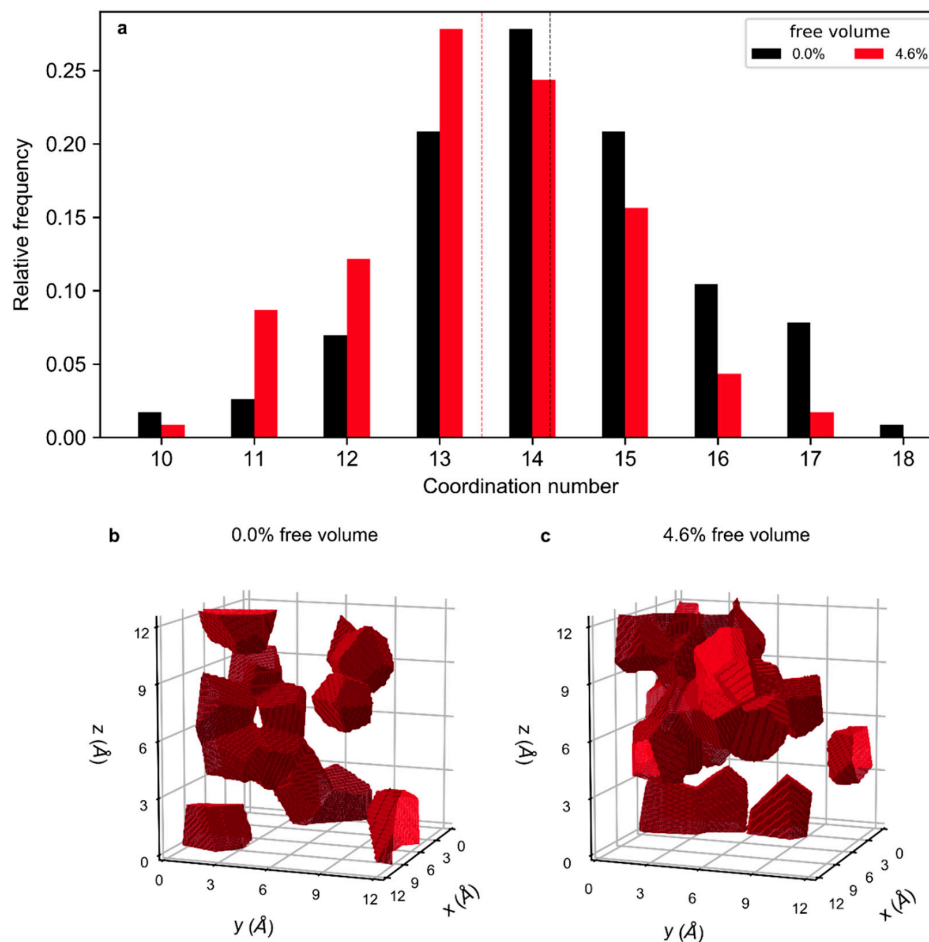 a
free volume
0.0% 4.6%
Relative frequency
0.25
0.20
0.15
0.10
0.05
0.00
10 11 12 13 14 15 16 17 18
Coordination number
b 0.0% free volume
c 4.6% free volume
12
9
6
3
0
z (Å)
0 3 6 9 12
y (Å)
12 9 6 3 0
x (Å)
12
9
6
3
0
z (Å)
0 3 6 9 12
y (Å)
12 9 6 3 0
x (Å)